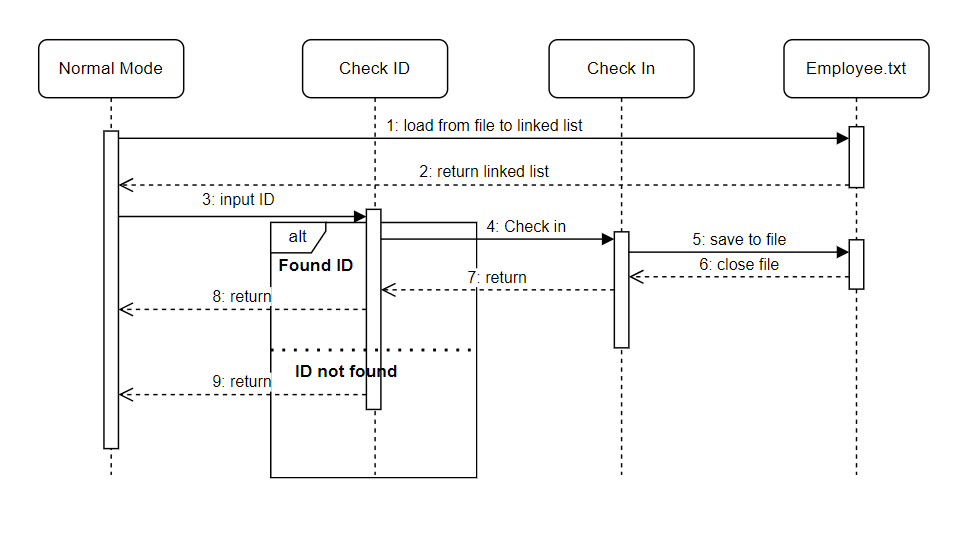 Normal Mode
Check ID
Check In
Employee.txt
1: load from file to linked list
2: return linked list
3: input ID
4: Check in
alt
5: save to file
Found ID
6: close file
7: return
8: return
ID not found
9: return